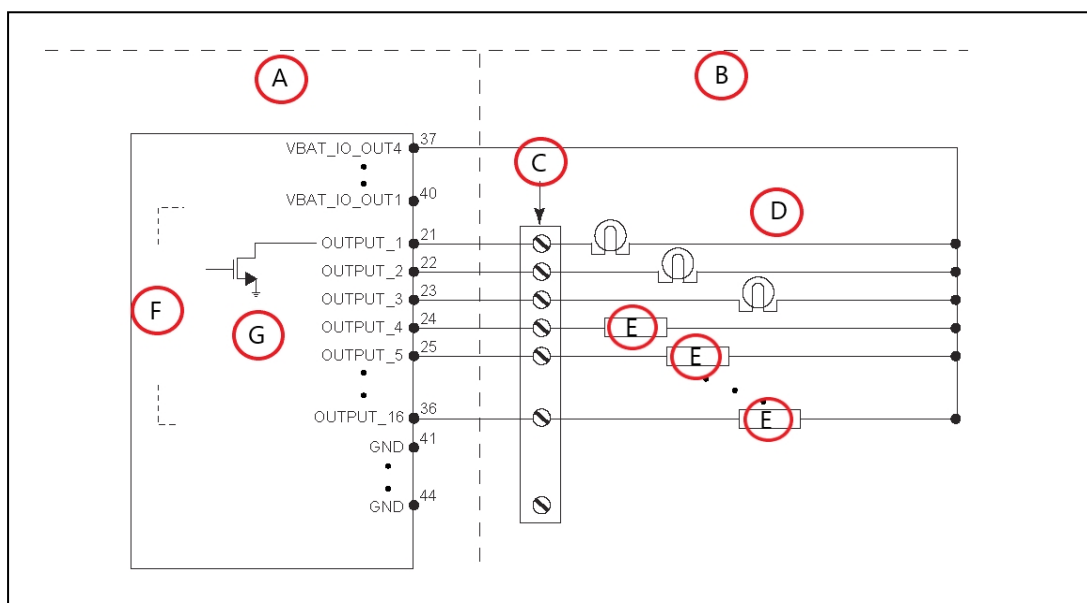 A
B
VBAT_IO_OUT4 37
C
VBAT_IO_OUT1 40
D
OUTPUT_1 21
OUTPUT_2 22
OUTPUT_3 23
F
G
OUTPUT_4 24
E
OUTPUT_5 25
E
OUTPUT_16 36
E
GND 41
GND 44